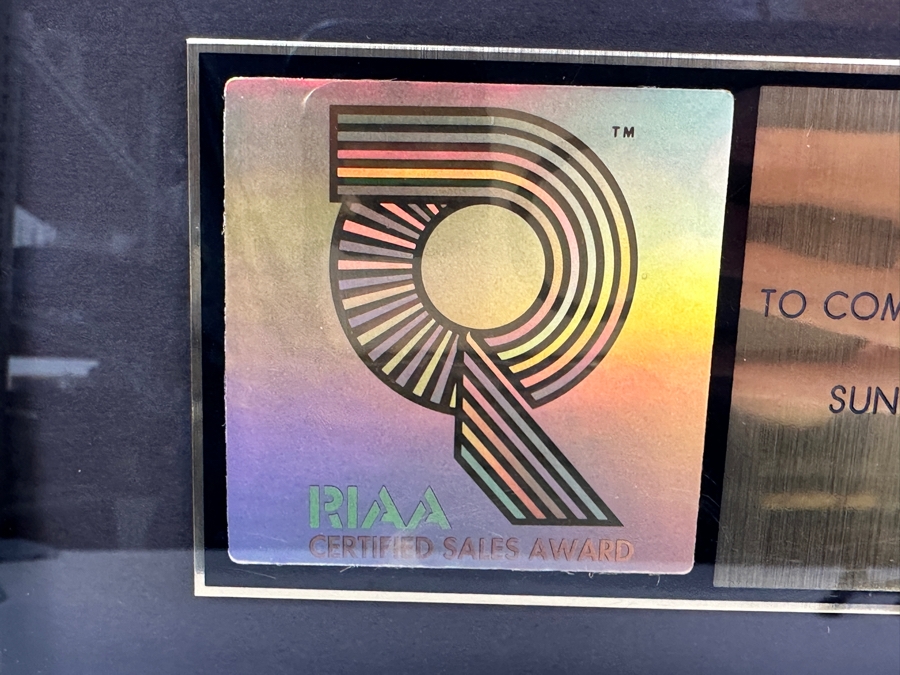 TM
RIAA
CERTIFIED SALES AWARD
TO COM
SUN